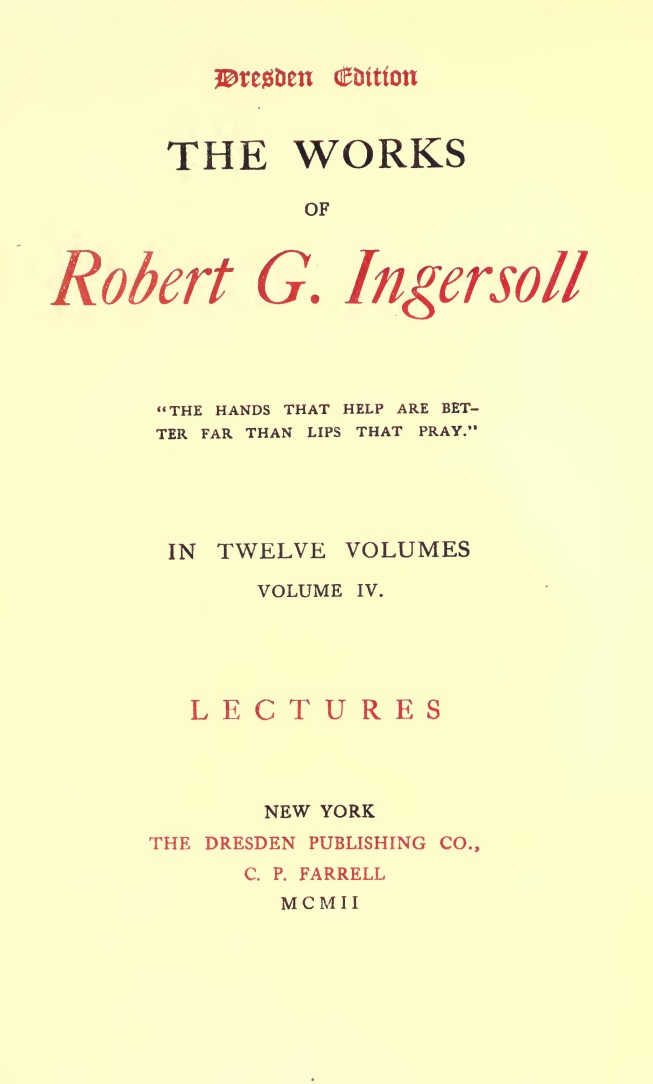 Dresden Edition
THE WORKS
OF
Robert G. Ingersoll
"THE HANDS THAT HELP ARE BET-
TER FAR THAN LIPS THAT PRAY."
IN TWELVE VOLUMES
VOLUME IV.
LECTURES
NEW YORK
THE DRESDEN PUBLISHING CO.,
C. P. FARRELL
MCMII